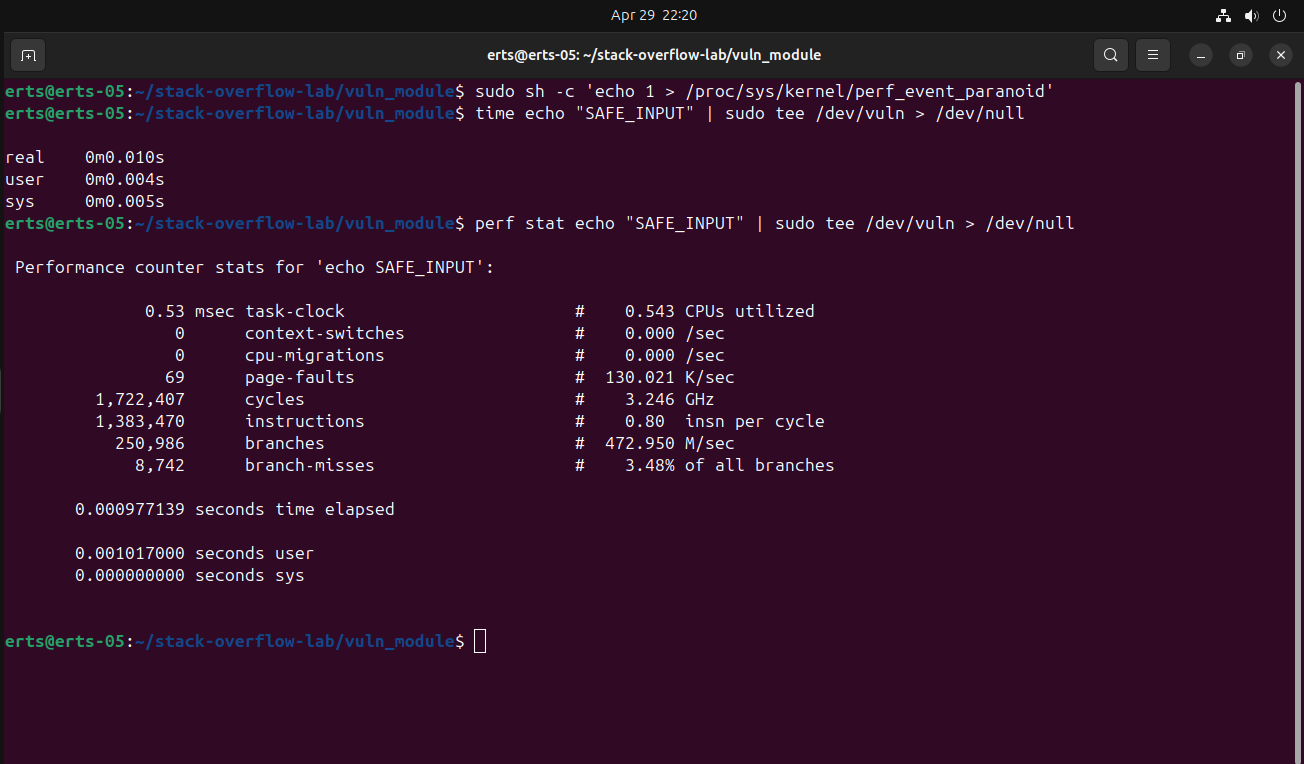 Apr 29 22:20
erts@erts-05: ~/stack-overflow-lab/vuln_module
erts@erts-05:~/stack-overflow-lab/vuln_module$ sudo sh -c 'echo 1 > /proc/sys/kernel/perf_event_paranoid'
erts@erts-05:~/stack-overflow-lab/vuln_module$ time echo "SAFE_INPUT" | sudo tee /dev/vuln > /dev/null
real    0m0.010s
user    0m0.004s
sys     0m0.005s
erts@erts-05:~/stack-overflow-lab/vuln_module$ perf stat echo "SAFE_INPUT" | sudo tee /dev/vuln > /dev/null
Performance counter stats for 'echo SAFE_INPUT':
0.53 msec task-clock                       #    0.543 CPUs utilized
0      context-switches                 #    0.000 /sec
0      cpu-migrations                   #    0.000 /sec
69      page-faults                      #  130.021 K/sec
1,722,407      cycles                           #    3.246 GHz
1,383,470      instructions                     #    0.80  insn per cycle
250,986      branches                         #  472.950 M/sec
8,742      branch-misses                    #    3.48% of all branches
0.000977139 seconds time elapsed
0.001017000 seconds user
0.000000000 seconds sys
erts@erts-05:~/stack-overflow-lab/vuln_module$